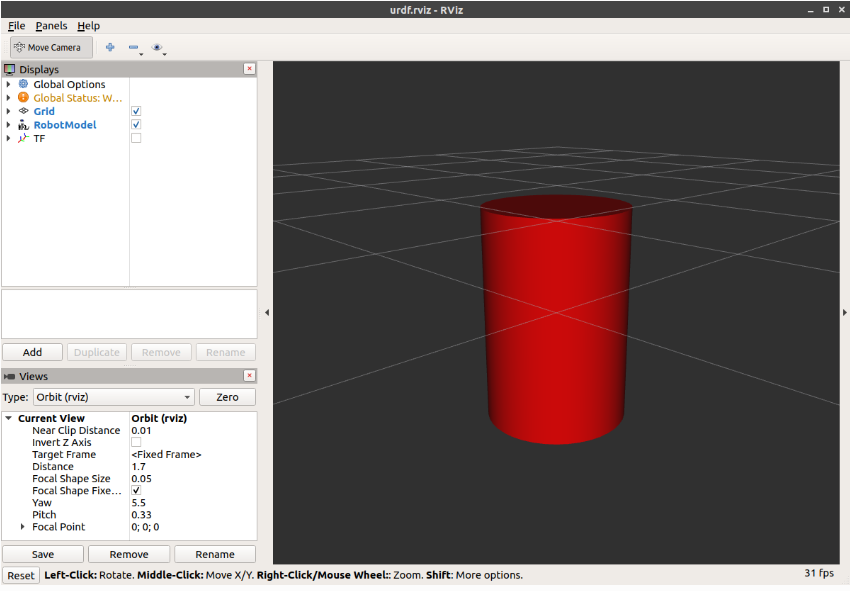 urdf.rviz - RViz
File Panels Help
Move Camera
Displays
Global Options
Global Status: W...
Grid
RobotModel
TF
Add Duplicate Remove Rename
Views
Type: Orbit (rviz) Zero
Current View Orbit (rviz)
Near Clip Distance 0.01
Invert Z Axis
Target Frame <Fixed Frame>
Distance 1.7
Focal Shape Size 0.05
Focal Shape Fixe...
Yaw 5.5
Pitch 0.33
Focal Point 0; 0; 0
Save Remove Rename
Reset Left-Click: Rotate. Middle-Click: Move X/Y. Right-Click/Mouse Wheel:: Zoom. Shift: More options. 31 fps